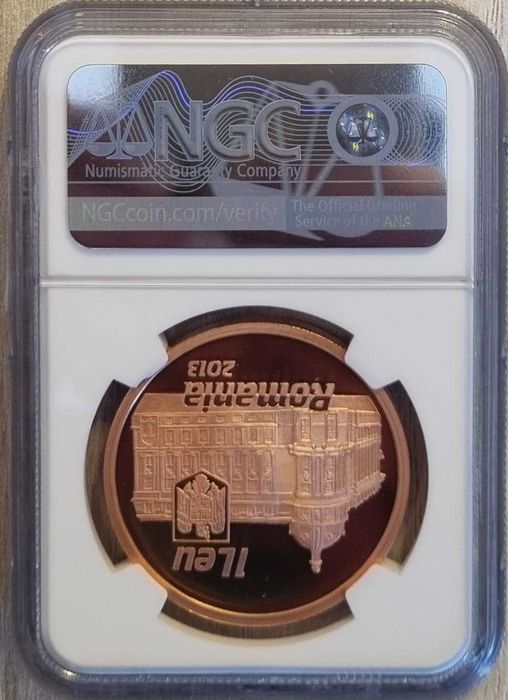 NGC
Numismatic Guaranty Company
NGCcoin.com/verify
The Official Grading
Service of the ANA
1 Leu
Romania
2013